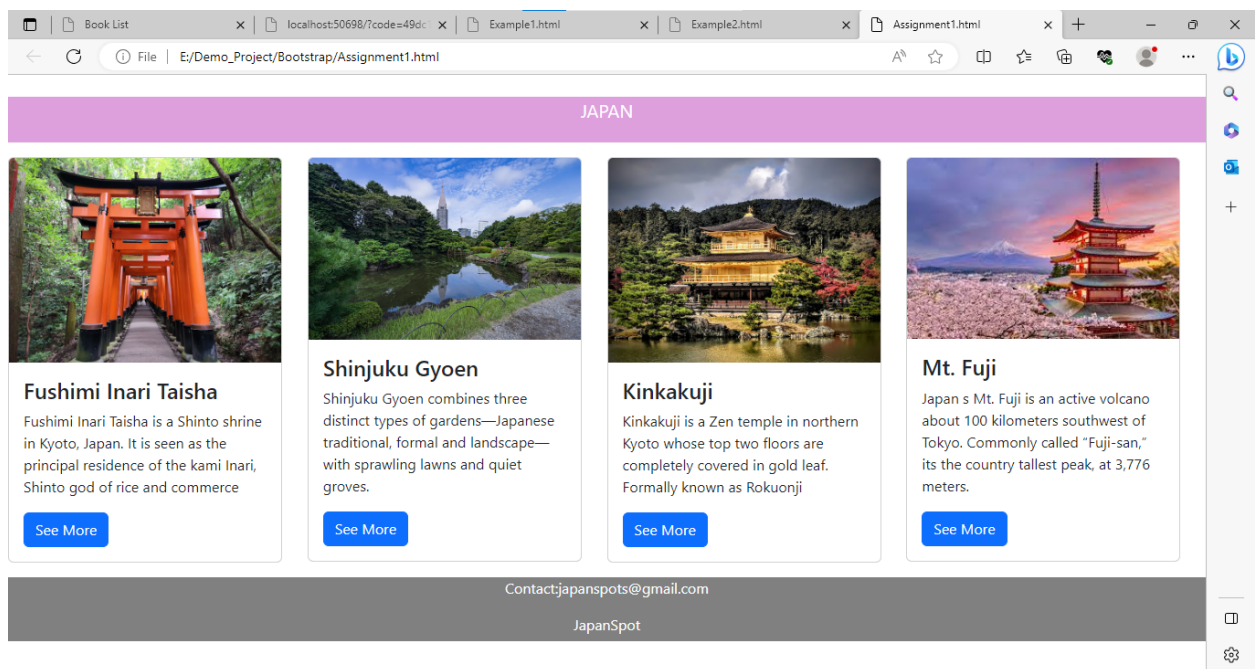 Book List
localhost:50698/?code=49dc
Example1.html
Example2.html
Assignment1.html
File
E:/Demo_Project/Bootstrap/Assignment1.html
JAPAN
Fushimi Inari Taisha
Fushimi Inari Taisha is a Shinto shrine
in Kyoto, Japan. It is seen as the
principal residence of the kami Inari,
Shinto god of rice and commerce
See More
Shinjuku Gyoen
Shinjuku Gyoen combines three
distinct types of gardens—Japanese
traditional, formal and landscape—
with sprawling lawns and quiet
groves.
See More
Kinkakuji
Kinkakuji is a Zen temple in northern
Kyoto whose top two floors are
completely covered in gold leaf.
Formally known as Rokuonji
See More
Mt. Fuji
Japan s Mt. Fuji is an active volcano
about 100 kilometers southwest of
Tokyo. Commonly called “Fuji-san,”
its the country tallest peak, at 3,776
meters.
See More
Contact:japanspots@gmail.com
JapanSpot